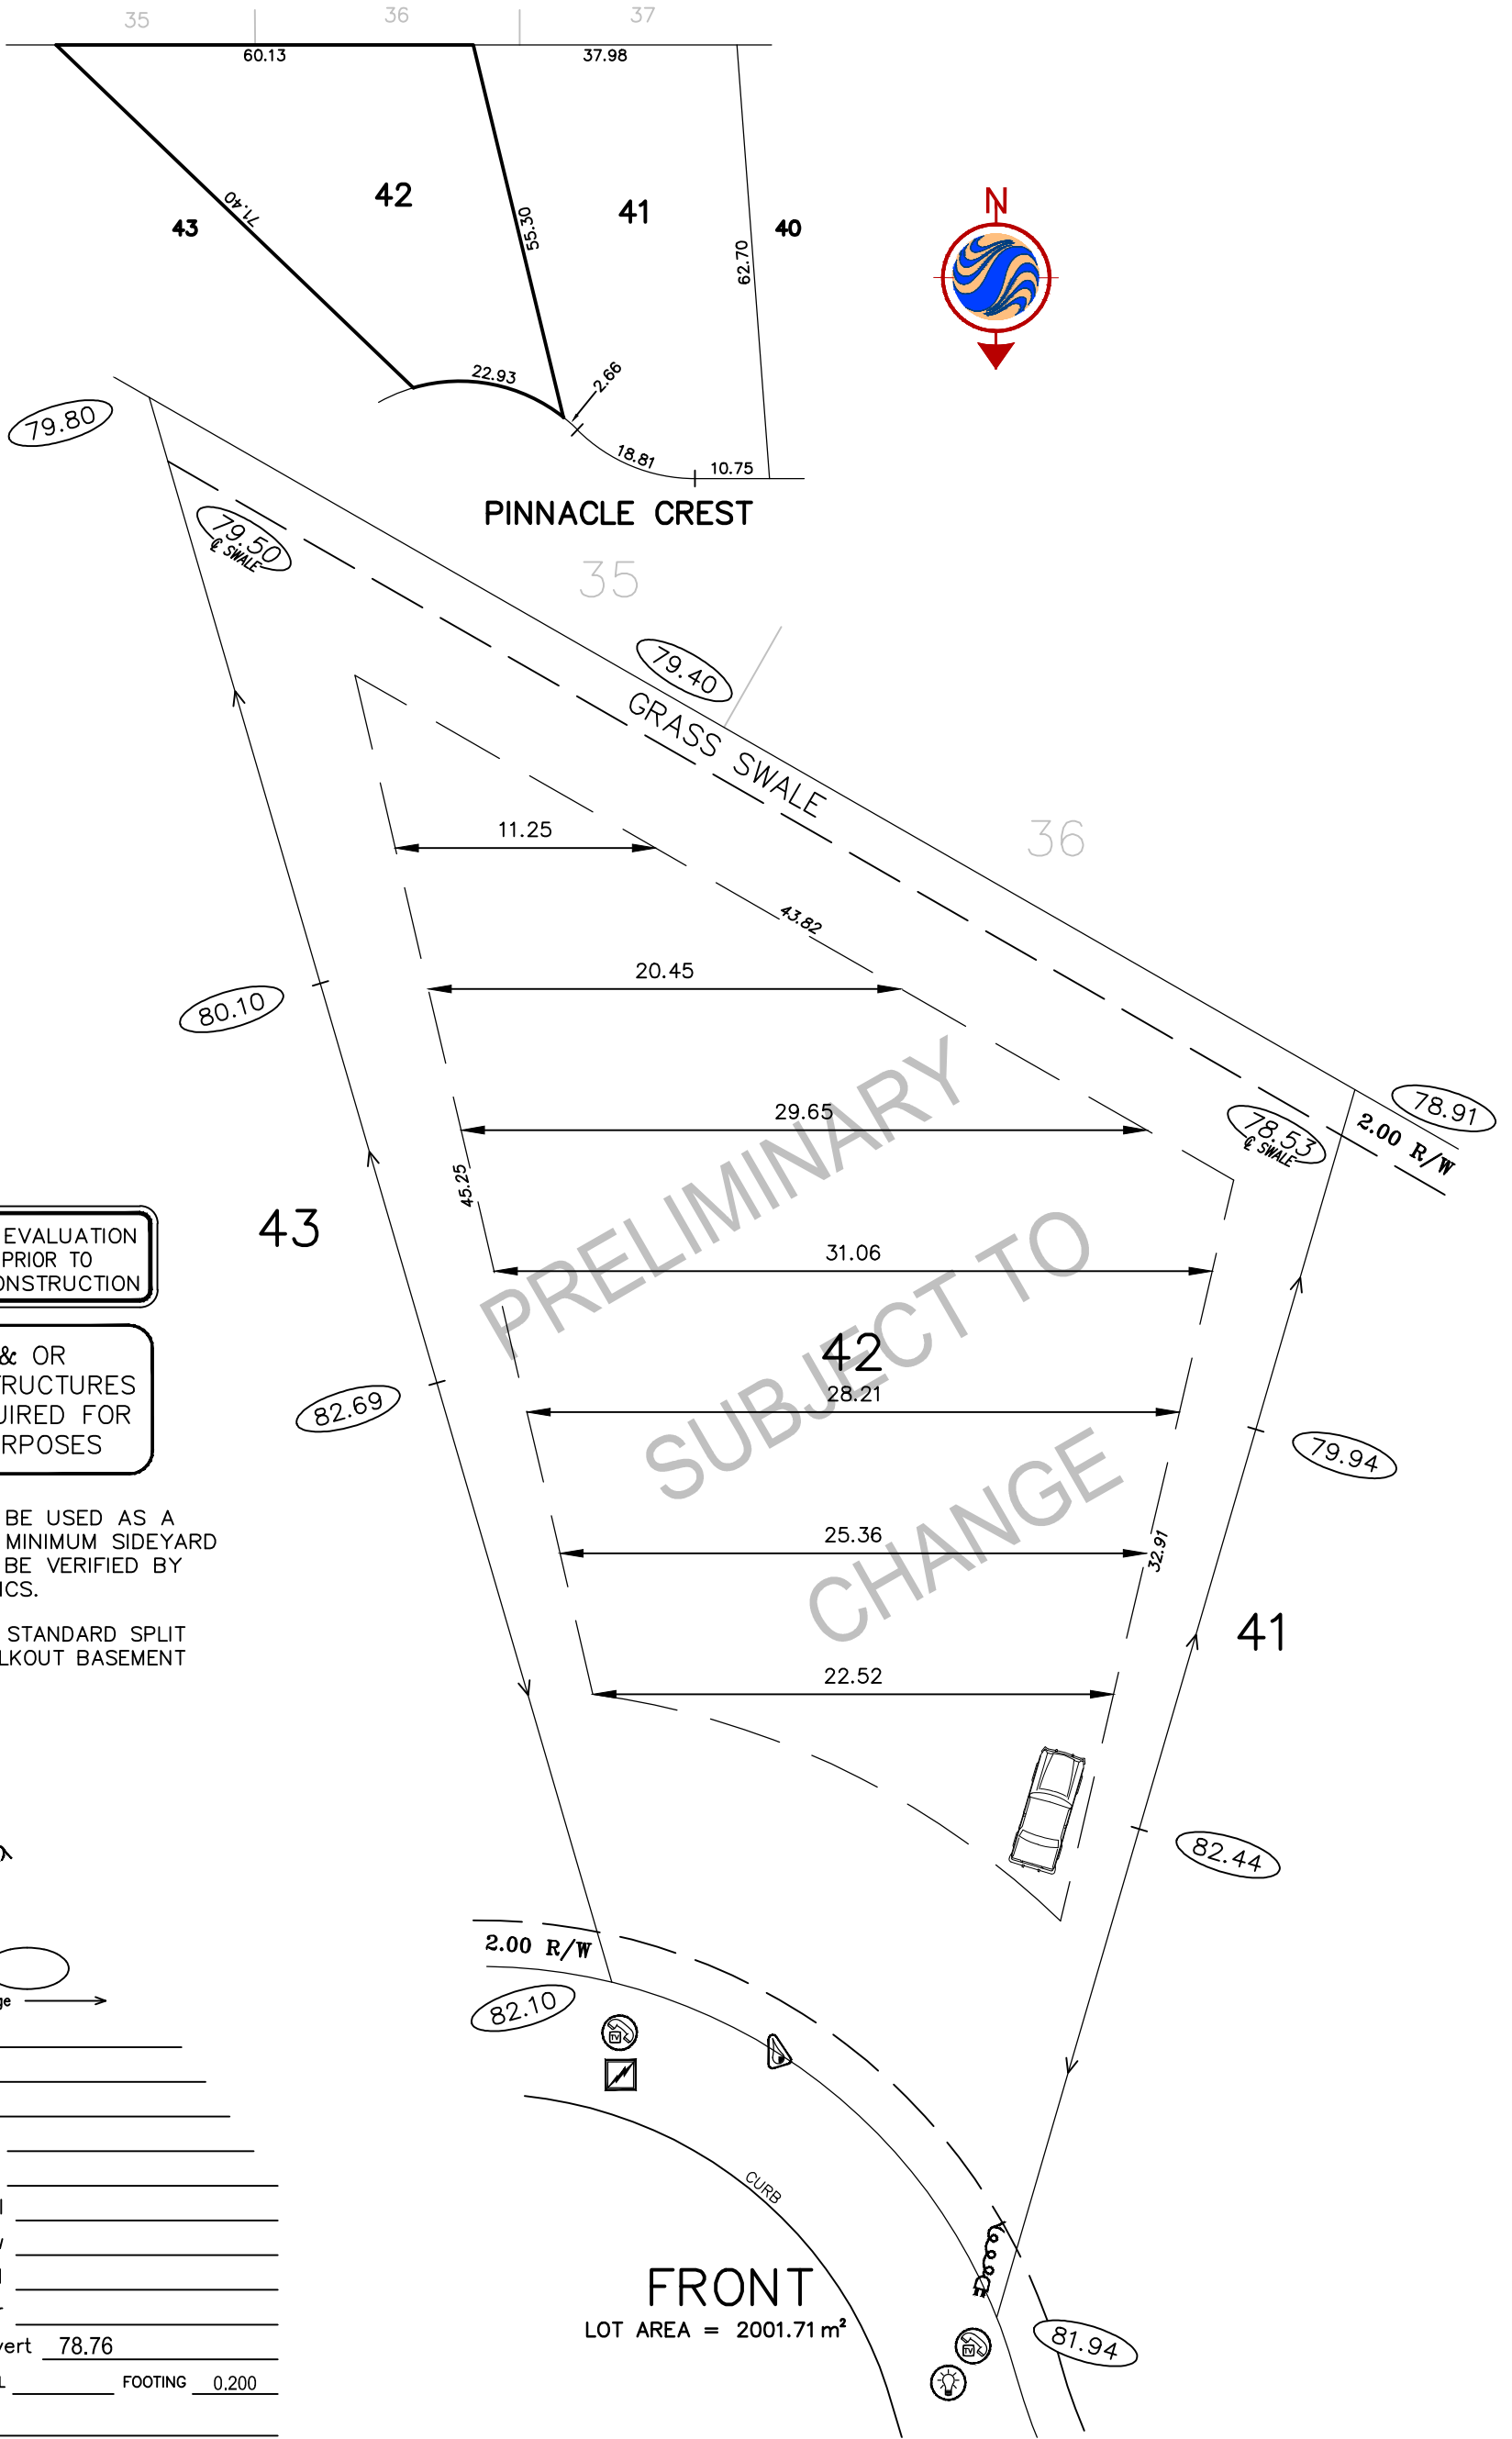 35 36 37
60.13 37.98
42 41
43 40
71.40
55.30
62.70
N
22.93 2.66
18.81 10.75
PINNACLE CREST
79.80
79.50
℄ SWALE
35
79.40
GRASS SWALE
36
11.25
43.82
20.45
80.10
29.65
78.91
78.53
℄ SWALE
2.00 R/W
45.25
43
31.06
42
28.21
PRELIMINARY
SUBJECT TO
CHANGE
EVALUATION
PRIOR TO
ONSTRUCTION
& OR
RUCTURES
UIRED FOR
RPOSES
82.69
79.94
BE USED AS A
MINIMUM SIDEYARD
BE VERIFIED BY
ICS.
STANDARD SPLIT
LKOUT BASEMENT
25.36
32.91
41
22.52
82.44
2.00 R/W
82.10
TV
CURB
FRONT
LOT AREA = 2001.71 m²
TV
81.94
ge
vert 78.76
FOOTING 0.200